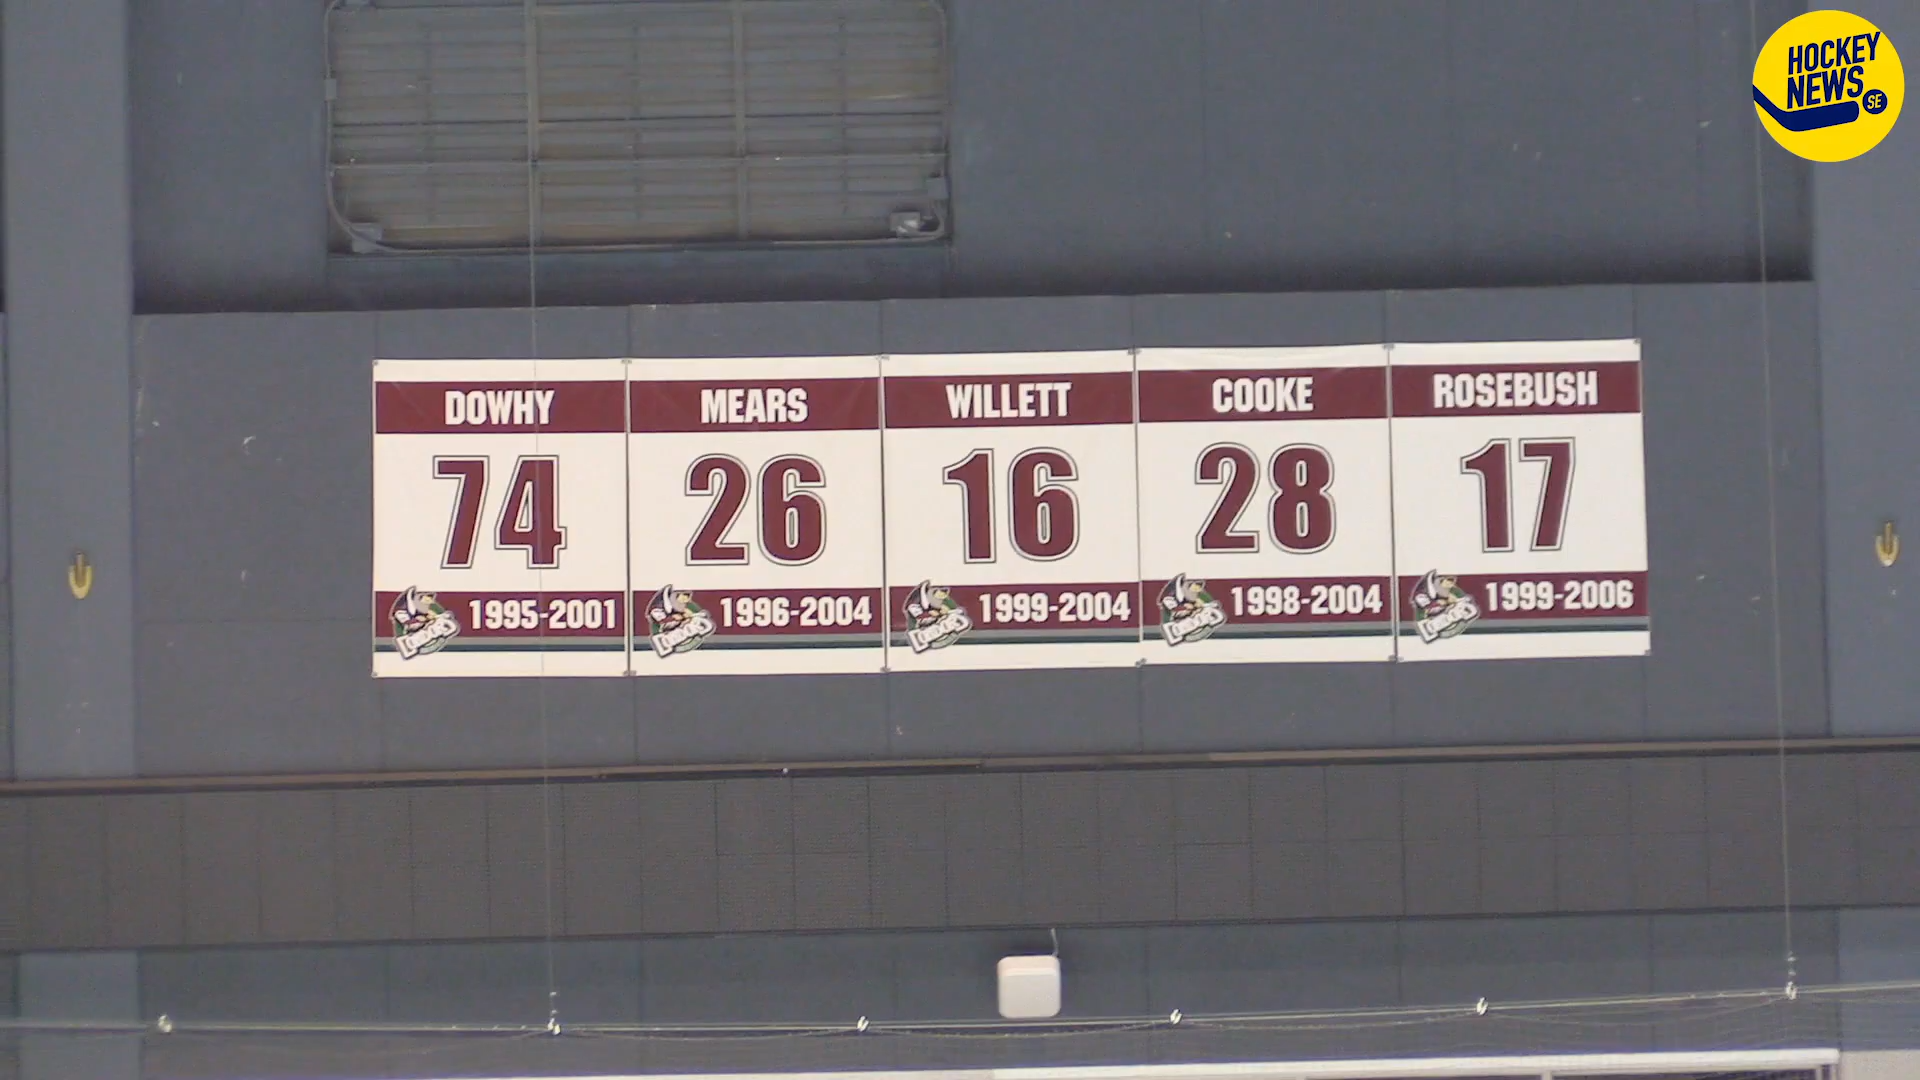 HOCKEY
NEWS
SE
DOWHY
74
1995-2001
MEARS
26
1996-2004
WILLETT
16
1999-2004
COOKE
28
1998-2004
ROSEBUSH
17
1999-2006